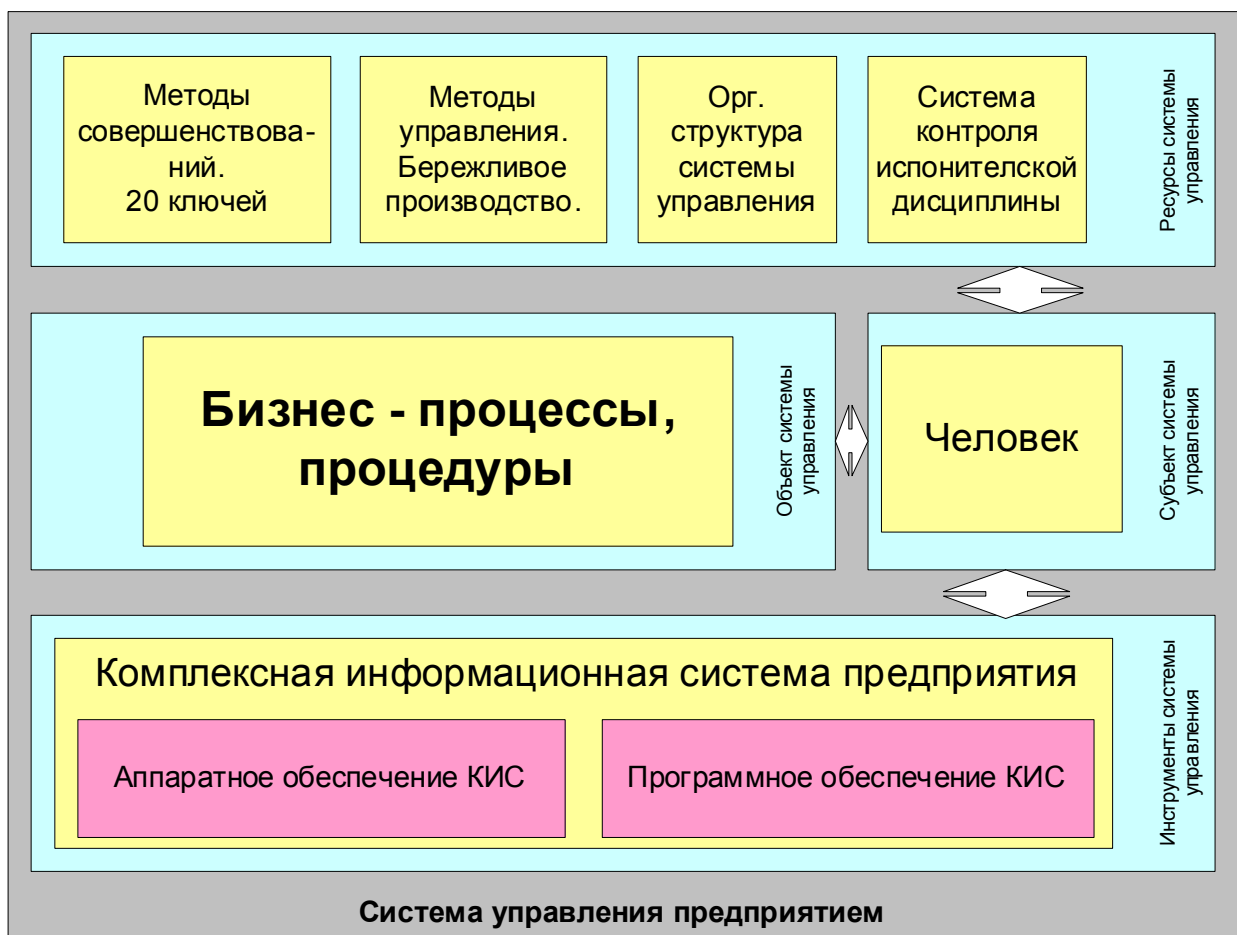 Методы
совершенствова-
ний.
20 ключей
Методы
управления.
Бережливое
производство.
Орг.
структура
системы
управления
Система
контроля
испонителской
дисциплины
Ресурсы системы
управления
Бизнес - процессы,
процедуры
Объект системы
управления
Человек
Субъект системы
управления
Комплексная информационная система предприятия
Аппаратное обеспечение КИС
Программное обеспечение КИС
Инструменты системы
управления
Система управления предприятием